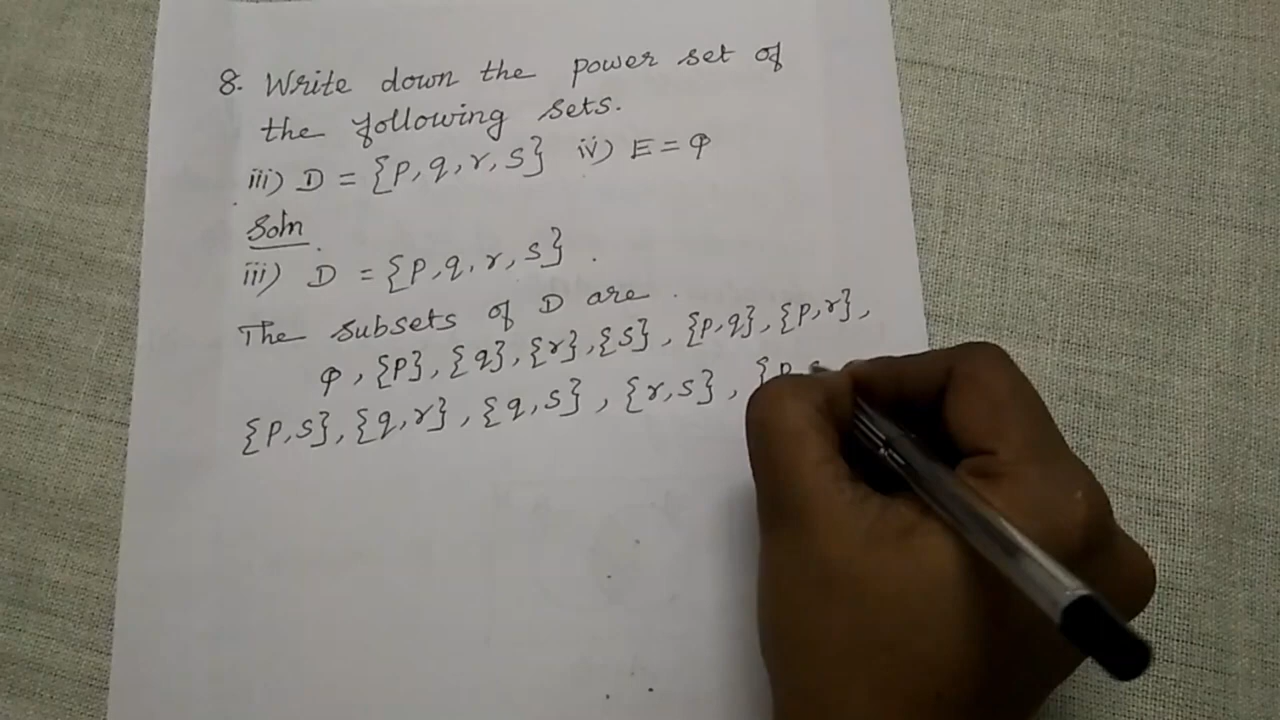 8. Write down the power set of
the following sets.
iii) D = {p, q, r, s} iv) E = φ
Soln
iii) D = {p, q, r, s}.
The subsets of D are
φ, {p}, {q}, {r}, {s}, {p, q}, {p, r},
{p, s}, {q, r}, {q, s}, {r, s}, {p